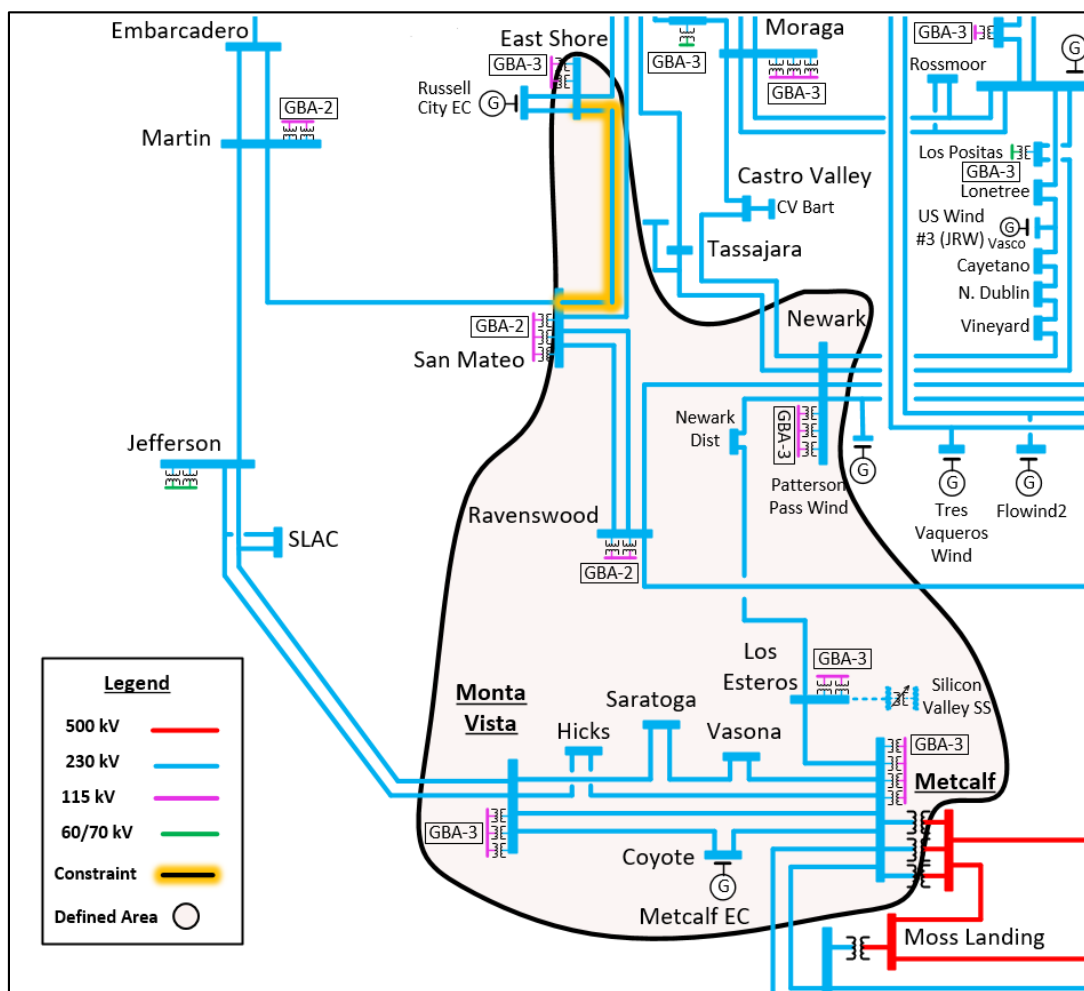 Embarcadero
East Shore
GBA-3
Russell
City EC
G
GBA-2
Martin
GBA-3
Moraga
GBA-3
GBA-3
Rossmoor
G
Los Positas
GBA-3
Lonetree
US Wind
#3 (JRW)
G
Vasco
Cayetano
N. Dublin
Vineyard
Castro Valley
CV Bart
Tassajara
GBA-2
San Mateo
Newark
Newark
Dist
GBA-3
Patterson
Pass Wind
G
G
Tres
Vaqueros
Wind
G
Flowind2
Jefferson
SLAC
Ravenswood
GBA-2
Los
Esteros
GBA-3
Silicon
Valley SS
Monta
Vista
Hicks
Saratoga
Vasona
GBA-3
Metcalf
GBA-3
Coyote
G
Metcalf EC
Moss Landing
Legend
500 kV
230 kV
115 kV
60/70 kV
Constraint
Defined Area